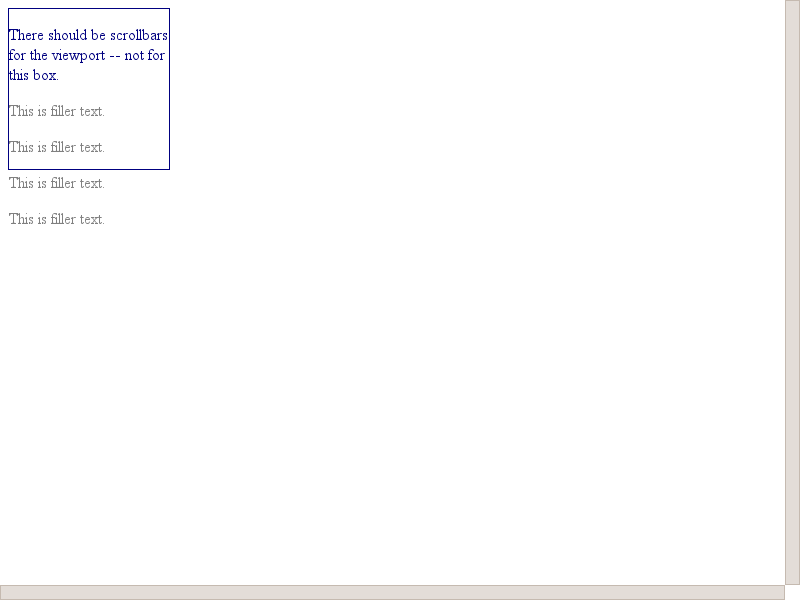 There should be scrollbars
for the viewport -- not for
this box.
This is filler text.
This is filler text.
This is filler text.
This is filler text.